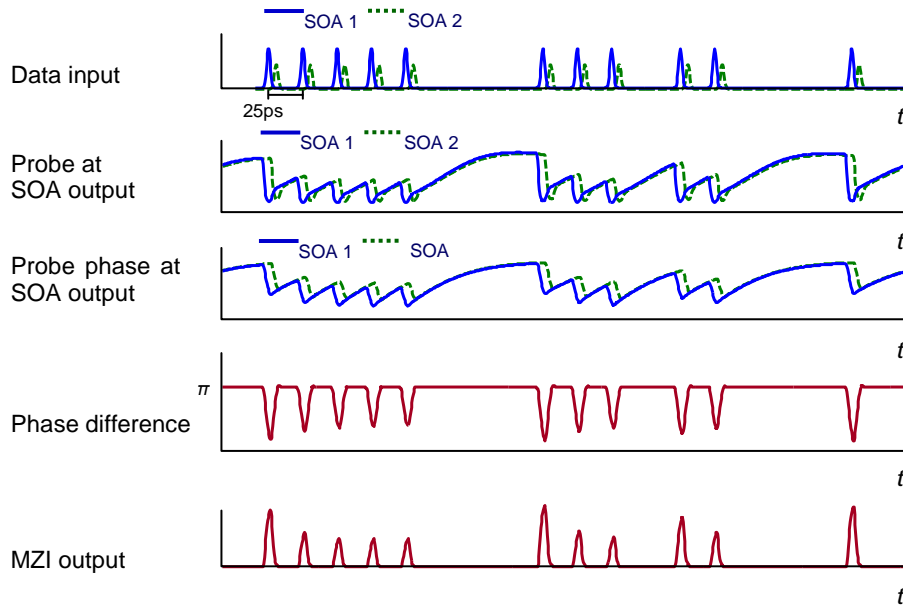 SOA 1 SOA 2
Data input
25ps
t
SOA 1 SOA 2
Probe at
SOA output
t
SOA 1 SOA
Probe phase at
SOA output
t
π
Phase difference
t
MZI output
t